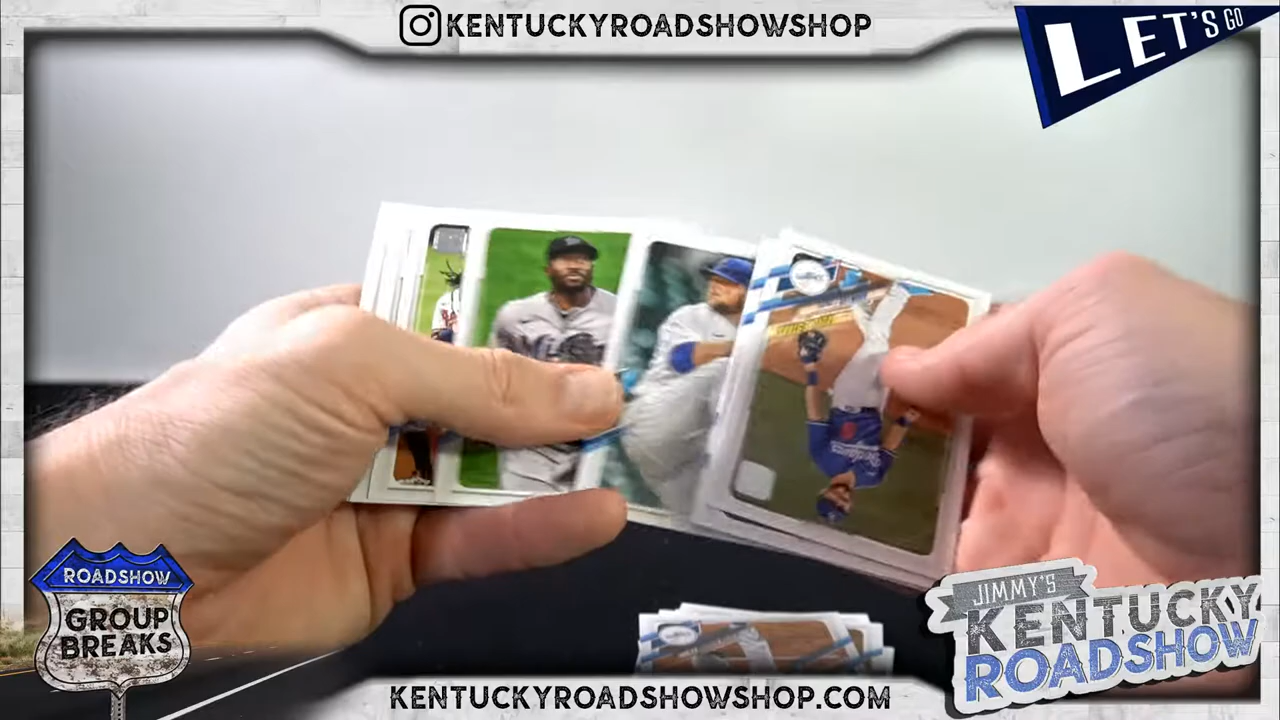 KENTUCKYROADSHOWSHOP
LET'S GO
ROADSHOW
GROUP
BREAKS
JIMMY'S
KENTUCKY
ROADSHOW
KENTUCKYROADSHOWSHOP.COM